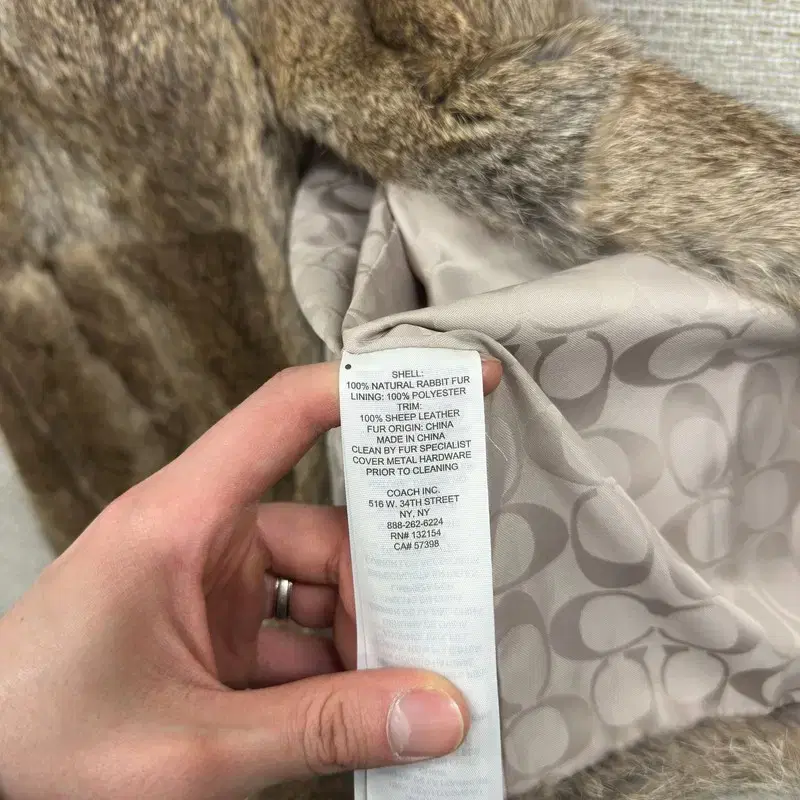 SHELL:
100% NATURAL RABBIT FUR
LINING: 100% POLYESTER
TRIM:
100% SHEEP LEATHER
FUR ORIGIN: CHINA
MADE IN CHINA
CLEAN BY FUR SPECIALIST
COVER METAL HARDWARE
PRIOR TO CLEANING
COACH INC.
516 W. 34TH STREET
NY, NY
888-262-6224
RN# 132154
CA# 57398